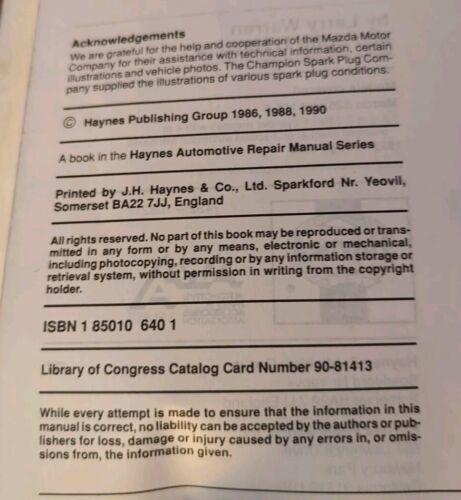 Acknowledgements
We are grateful for the help and cooperation of the Mazda Motor
Company for their assistance with technical information, certain
illustrations and vehicle photos. The Champion Spark Plug Com-
pany supplied the illustrations of various spark plug conditions.
© Haynes Publishing Group 1986, 1988, 1990
A book in the Haynes Automotive Repair Manual Series
Printed by J.H. Haynes & Co., Ltd. Sparkford Nr. Yeovil,
Somerset BA22 7JJ, England
All rights reserved. No part of this book may be reproduced or trans-
mitted in any form or by any means, electronic or mechanical,
including photocopying, recording or by any information storage or
retrieval system, without permission in writing from the copyright
holder.
ISBN 1 85010 640 1
Library of Congress Catalog Card Number 90-81413
While every attempt is made to ensure that the information in this
manual is correct, no liability can be accepted by the authors or pub-
lishers for loss, damage or injury caused by any errors in, or omis-
sions from, the information given.